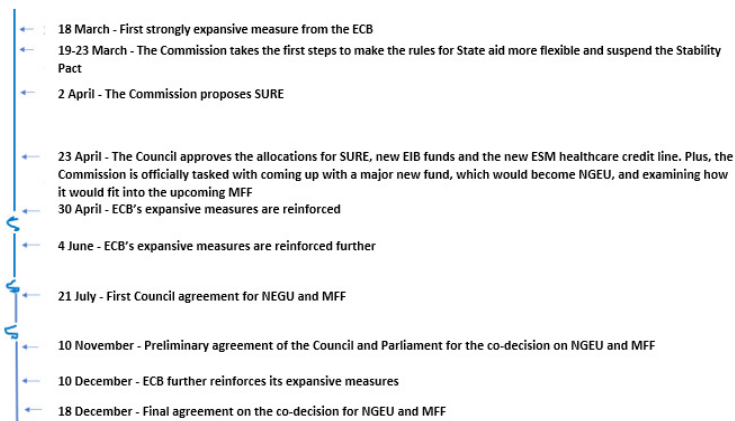 18 March - First strongly expansive measure from the ECB
19-23 March - The Commission takes the first steps to make the rules for State aid more flexible and suspend the Stability
Pact
2 April - The Commission proposes SURE
23 April - The Council approves the allocations for SURE, new EIB funds and the new ESM healthcare credit line. Plus, the
Commission is officially tasked with coming up with a major new fund, which would become NGEU, and examining how
it would fit into the upcoming MFF
30 April - ECB's expansive measures are reinforced
4 June - ECB's expansive measures are reinforced further
21 July - First Council agreement for NEGU and MFF
10 November - Preliminary agreement of the Council and Parliament for the co-decision on NGEU and MFF
10 December - ECB further reinforces its expansive measures
18 December - Final agreement on the co-decision for NGEU and MFF